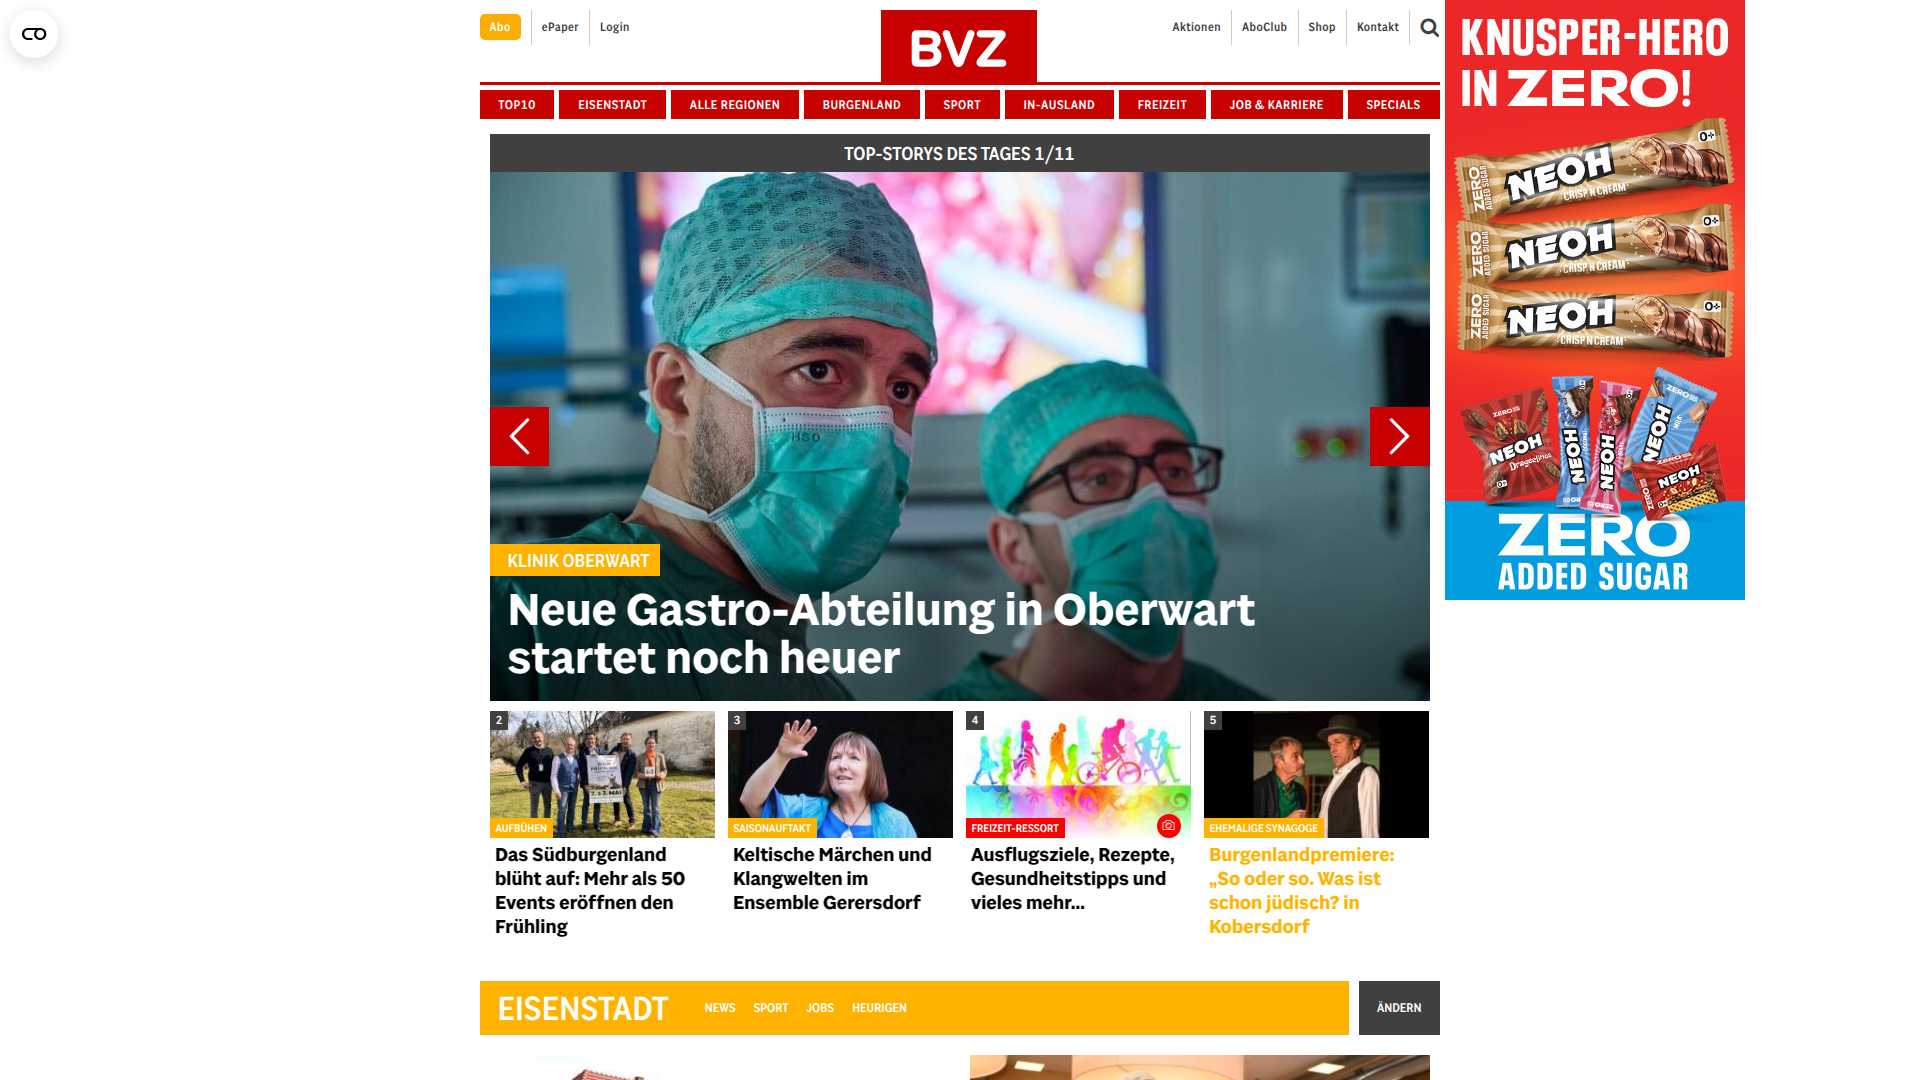 Abo
ePaper
Login
BVZ
Aktionen
AboClub
Shop
Kontakt
TOP10
EISENSTADT
ALLE REGIONEN
BURGENLAND
SPORT
IN-AUSLAND
FREIZEIT
JOB & KARRIERE
SPECIALS
TOP-STORYS DES TAGES 1/11
KLINIK OBERWART
Neue Gastro-Abteilung in Oberwart
startet noch heuer
2
AUFBÜHEN
Das Südburgenland
blüht auf: Mehr als 50
Events eröffnen den
Frühling
3
SAISONAUFTAKT
Keltische Märchen und
Klangwelten im
Ensemble Gerersdorf
4
FREIZEIT-RESSORT
Ausflugsziele, Rezepte,
Gesundheitstipps und
vieles mehr...
5
EHEMALIGE SYNAGOGE
Burgenlandpremiere:
„So oder so. Was ist
schon jüdisch? in
Kobersdorf
EISENSTADT
NEWS
SPORT
JOBS
HEURIGEN
ÄNDERN
KNUSPER-HERO
IN ZERO!
ZERO
ADDED SUGAR
NEOH
CRISP'N CREAM
0+
ZERO
ADDED SUGAR
NEOH
CRISP'N CREAM
0+
ZERO
ADDED SUGAR
NEOH
CRISP'N CREAM
0+
NEOH
NEOH
NEOH
NEOH
NEOH
ZERO
ADDED SUGAR